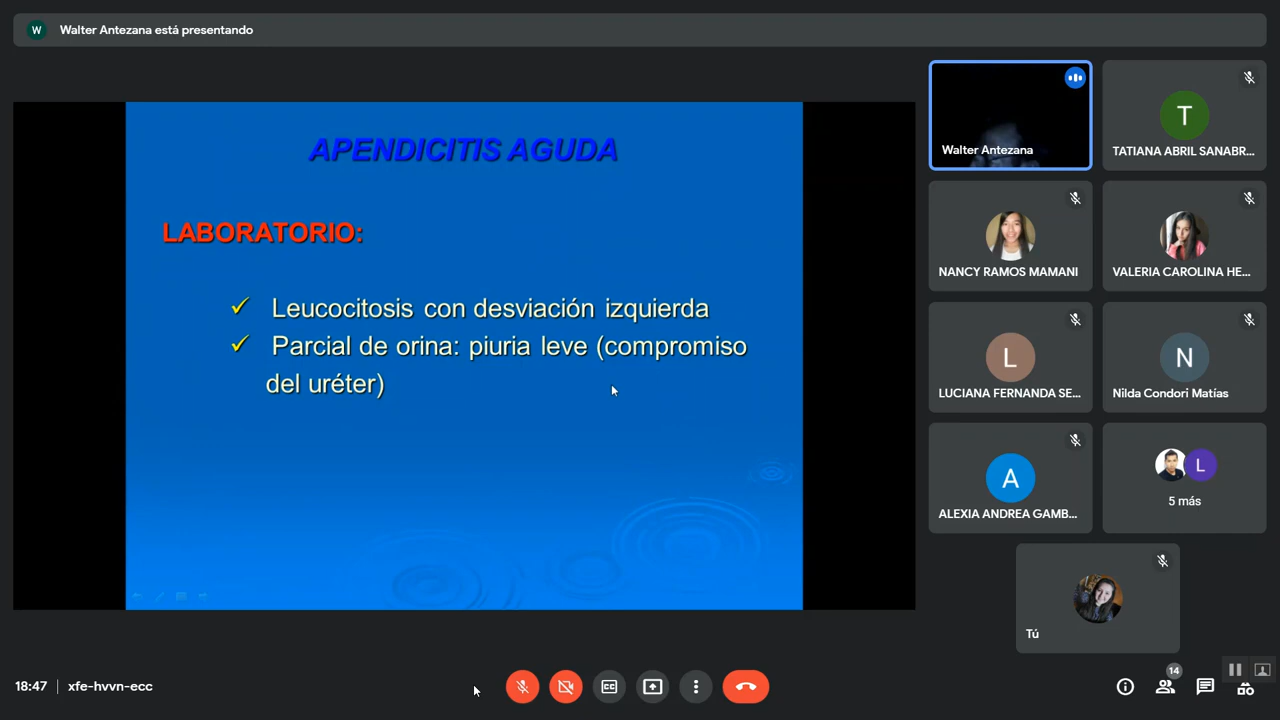 W
Walter Antezana está presentando
APENDICITIS AGUDA
LABORATORIO:
✓ Leucocitosis con desviación izquierda
✓ Parcial de orina: piuria leve (compromiso
del uréter)
Walter Antezana
T
TATIANA ABRIL SANABR...
NANCY RAMOS MAMANI
VALERIA CAROLINA HE...
L
LUCIANA FERNANDA SE...
N
Nilda Condori Matías
A
ALEXIA ANDREA GAMB...
L
5 más
Tú
18:47 | xfe-hvvn-ecc
14